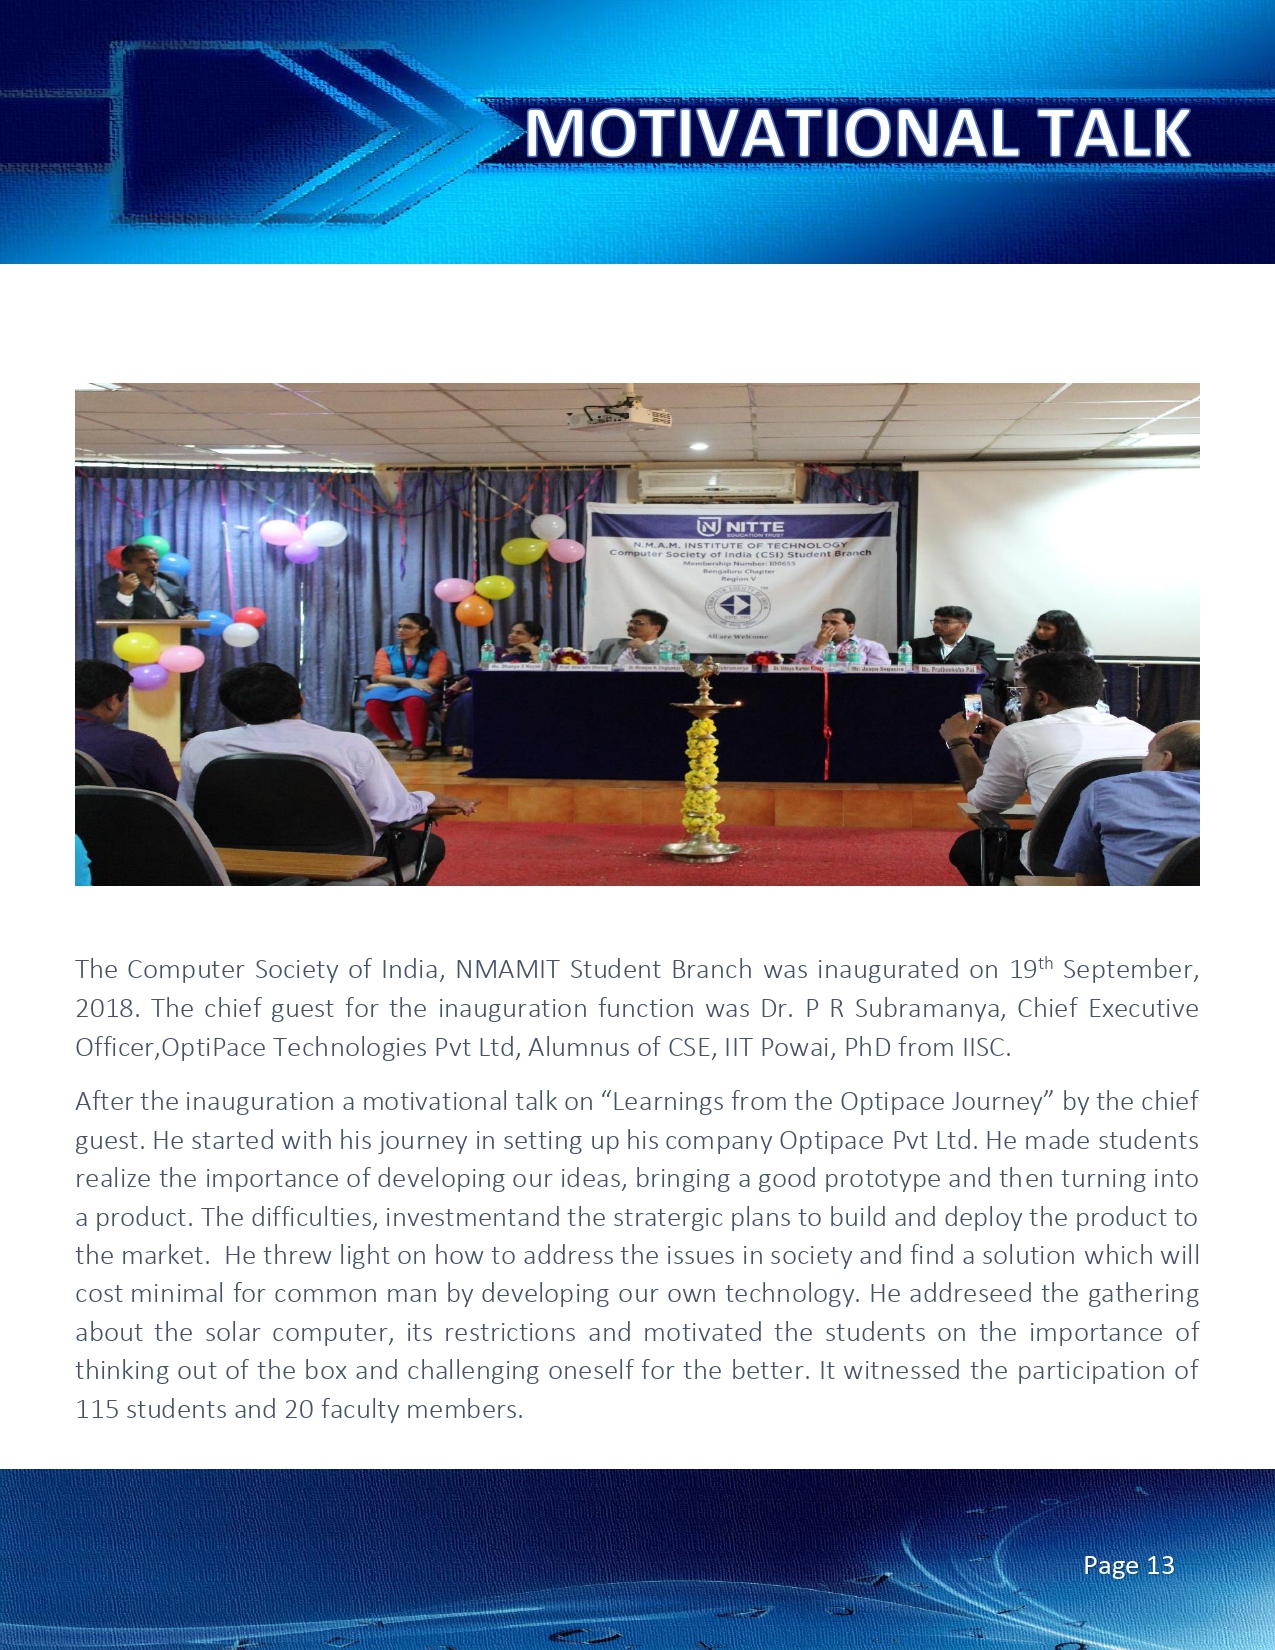 MOTIVATIONAL TALK
NITTE
EDUCATION TRUST
N.M.A.M. INSTITUTE OF TECHNOLOGY
Computer Society of India (CSI) Student Branch
Membership Number: I00655
Bengaluru Chapter
Region V
All are Welcome
The Computer Society of India, NMAMIT Student Branch was inaugurated on 19th September,
2018. The chief guest for the inauguration function was Dr. P R Subramanya, Chief Executive
Officer,OptiPace Technologies Pvt Ltd, Alumnus of CSE, IIT Powai, PhD from IISC.
After the inauguration a motivational talk on “Learnings from the Optipace Journey” by the chief
guest. He started with his journey in setting up his company Optipace Pvt Ltd. He made students
realize the importance of developing our ideas, bringing a good prototype and then turning into
a product. The difficulties, investmentand the stratergic plans to build and deploy the product to
the market.  He threw light on how to address the issues in society and find a solution which will
cost minimal for common man by developing our own technology. He addreseed the gathering
about the solar computer, its restrictions and motivated the students on the importance of
thinking out of the box and challenging oneself for the better. It witnessed the participation of
115 students and 20 faculty members.
Page 13